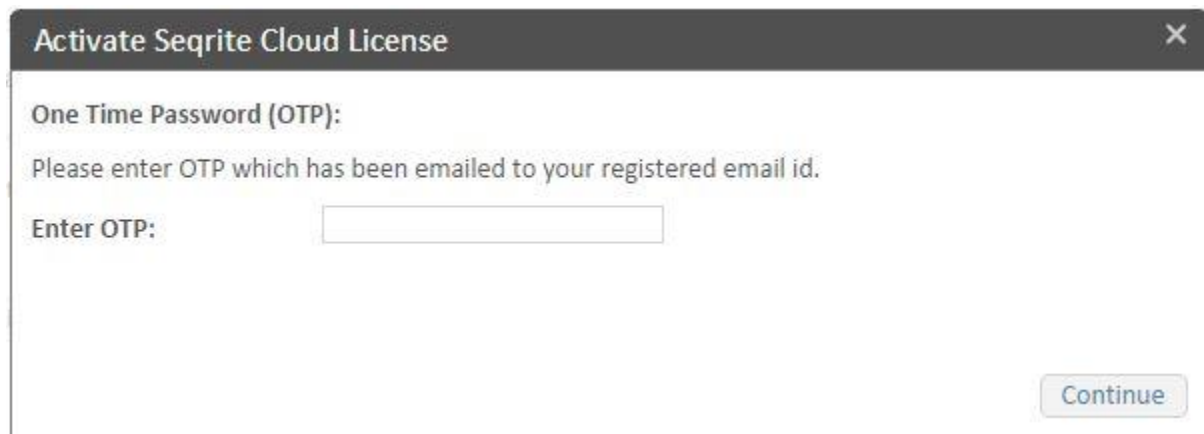 Activate Seqrite Cloud License
One Time Password (OTP):
Please enter OTP which has been emailed to your registered email id.
Enter OTP:
Continue